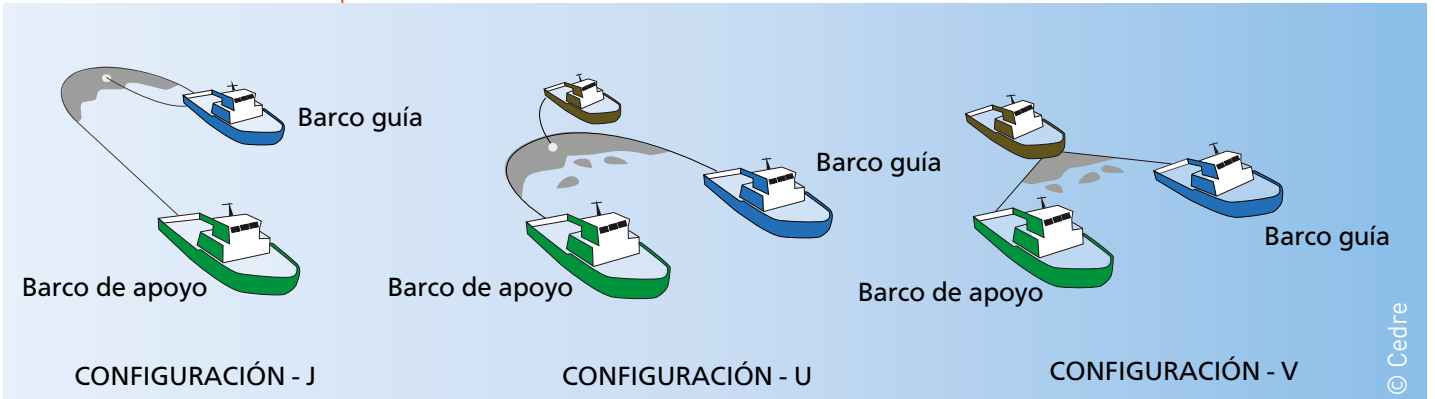 Barco guía
Barco de apoyo
CONFIGURACIÓN - J
Barco guía
Barco de apoyo
CONFIGURACIÓN - U
Barco guía
Barco de apoyo
CONFIGURACIÓN - V
© Cedre